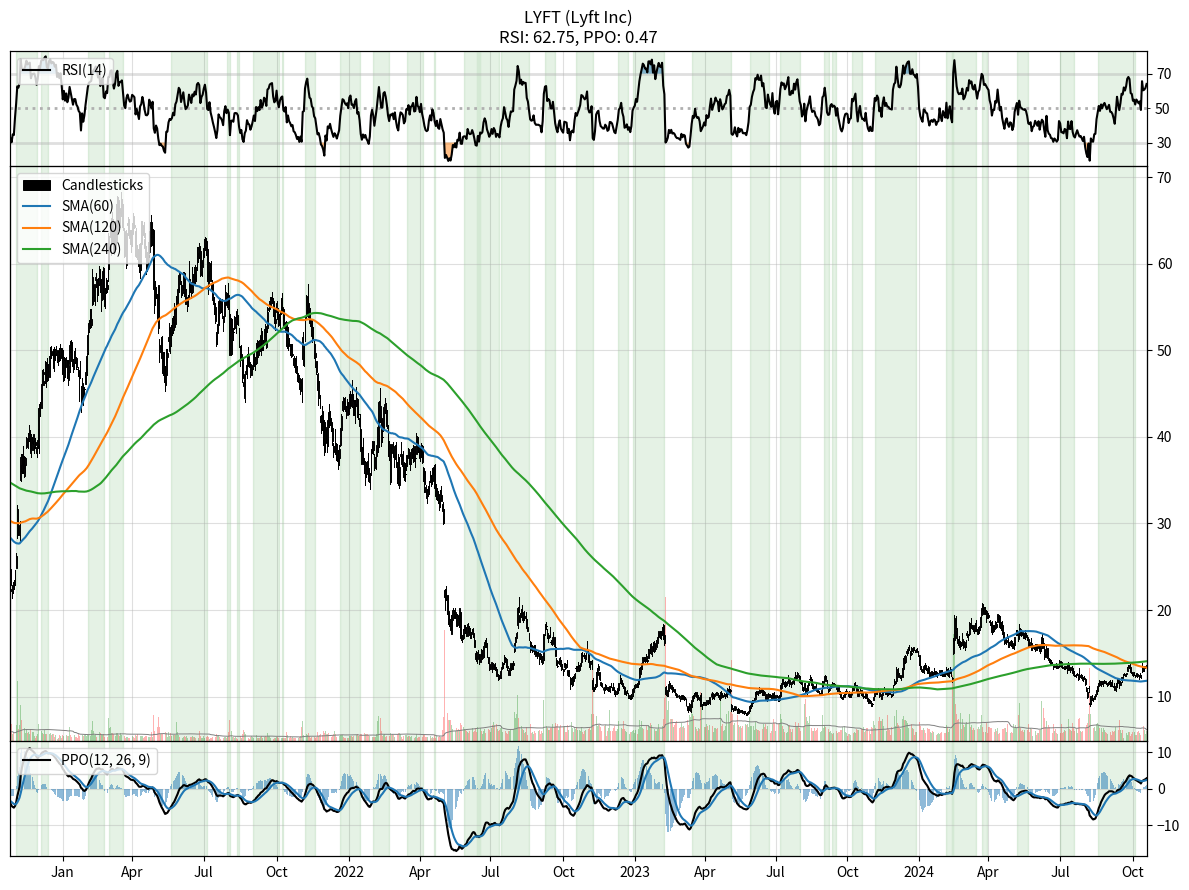 LYFT (Lyft Inc)
RSI: 62.75, PPO: 0.47
RSI(14)
70
50
30
Candlesticks
SMA(60)
SMA(120)
SMA(240)
70
60
50
40
30
20
10
PPO(12, 26, 9)
10
0
−10
Jan Apr Jul Oct 2022 Apr Jul Oct 2023 Apr Jul Oct 2024 Apr Jul Oct